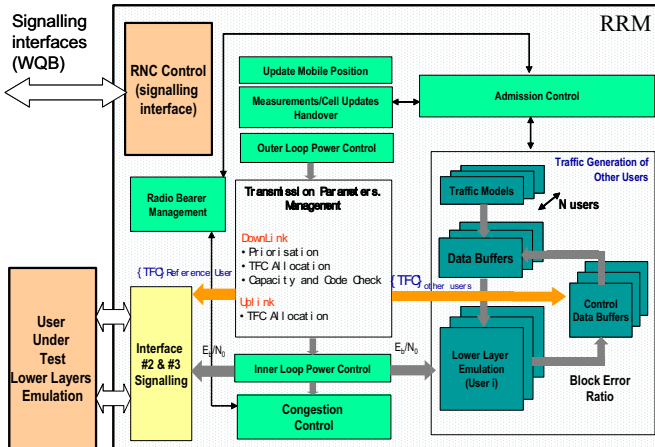 Signalling
interfaces
(WQB)
RRM
RNC Control
(signalling
interface)
Update Mobile Position
Measurements/Cell Updates
Handover
Outer Loop Power Control
Admission Control
Radio Bearer
Management
Transmission Parameters.
Management
DownLink
• Priorisation
• TFC Allocation
• Capacity and Code Check
Uplink
• TFC Allocation
{TFC}Reference User
{TFC}other users
Traffic Generation of
Other Users
Traffic Models
N users
Data Buffers
Control
Data Buffers
Lower Layer
Emulation
(User i)
Block Error
Ratio
User
Under
Test
Lower Layers
Emulation
Interface
#2 & #3
Signalling
Eb/N0
Inner Loop Power Control
Eb/N0
Congestion
Control